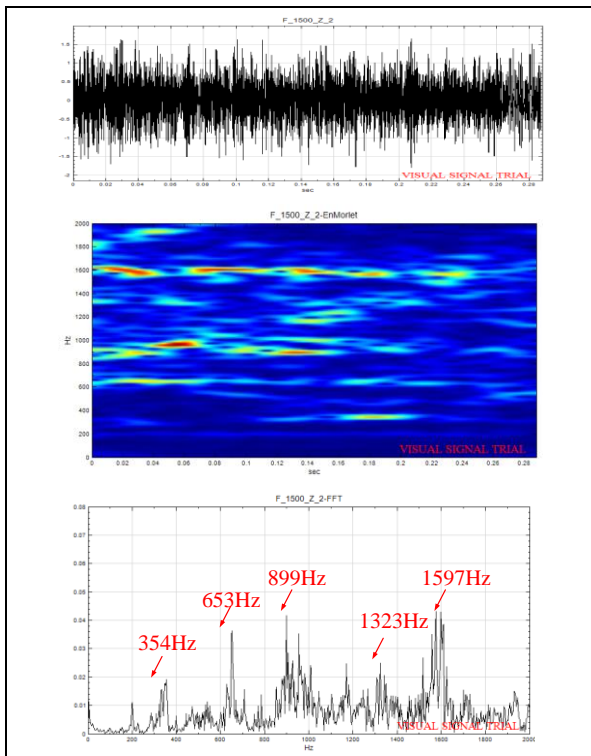 F_1500_Z_2
1.5
1
0.5
0
-0.5
-1
-1.5
-2
VISUAL SIGNAL TRIAL
0 0.02 0.04 0.06 0.08 0.1 0.12 0.14 0.16 0.18 0.2 0.22 0.24 0.26 0.28
sec
F_1500_Z_2-EnMorlet
2000
1800
1600
1400
1200
Hz
1000
800
600
400
200
0
VISUAL SIGNAL TRIAL
0 0.02 0.04 0.06 0.08 0.1 0.12 0.14 0.16 0.18 0.2 0.22 0.24 0.26 0.28
sec
F_1500_Z_2-FFT
0.08
0.07
0.06
0.05
0.04
0.03
0.02
0.01
0
899Hz
1597Hz
653Hz
1323Hz
354Hz
VISUAL SIGNAL TRIAL
0 200 400 600 800 1000 1200 1400 1600 1800 2000
Hz